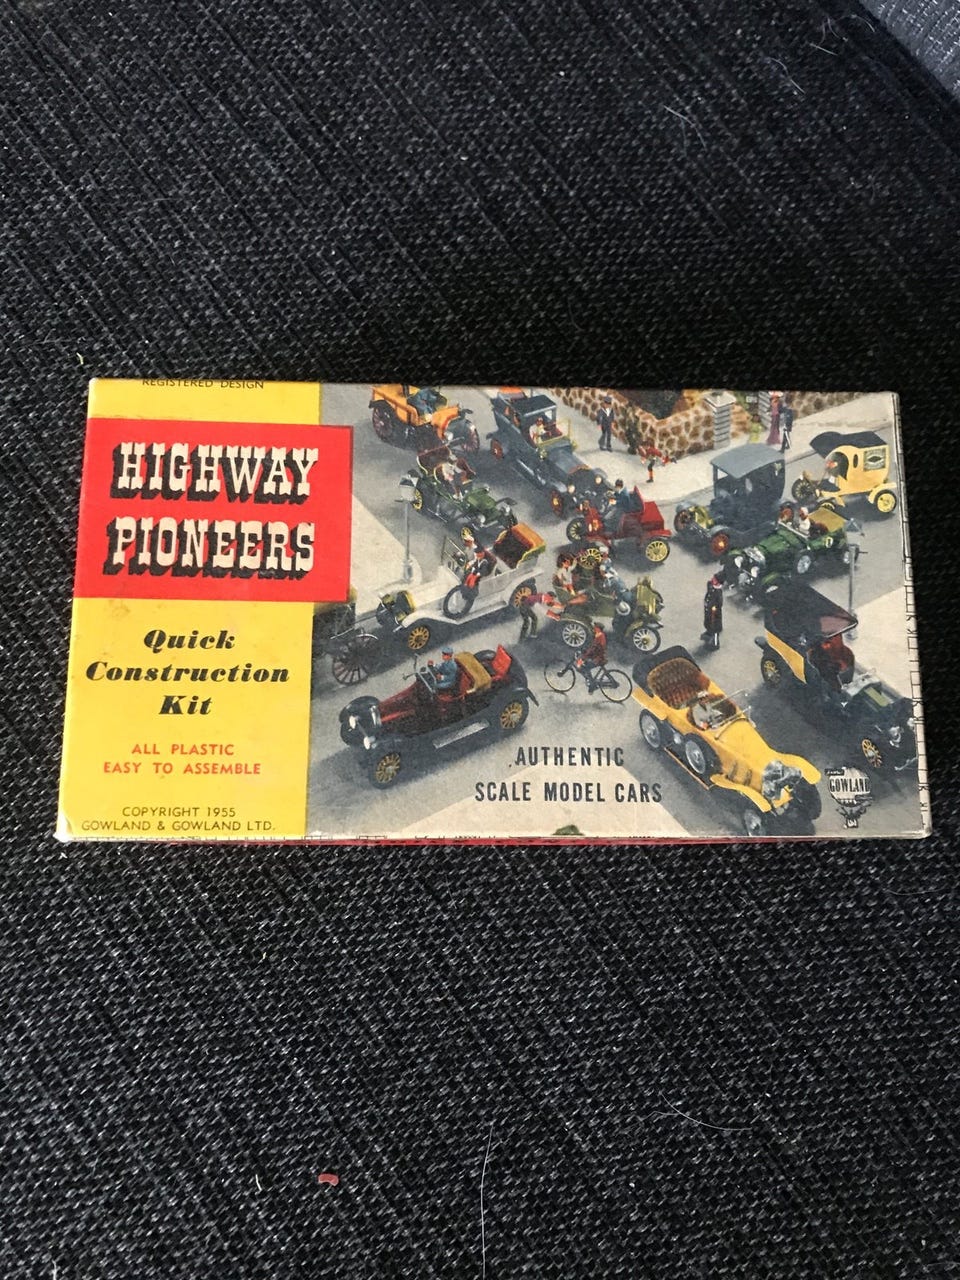 REGISTERED DESIGN
HIGHWAY
PIONEERS
Quick
Construction
Kit
ALL PLASTIC
EASY TO ASSEMBLE
COPYRIGHT 1955
GOWLAND & GOWLAND LTD.
AUTHENTIC
SCALE MODEL CARS
GOWLAND